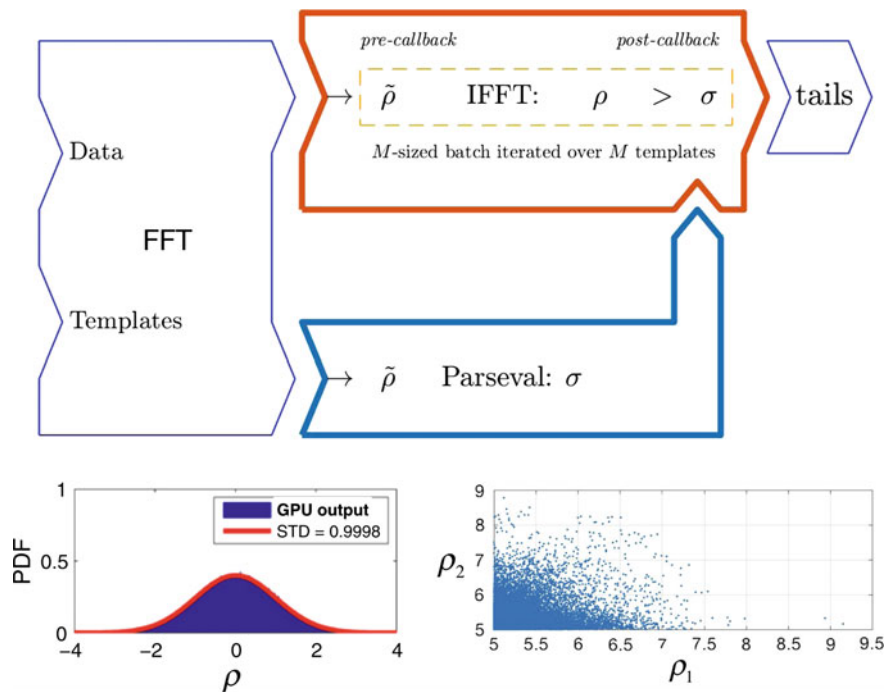 pre-callback post-callback
→ ρ̃ IFFT: ρ > σ
M-sized batch iterated over M templates
tails
Data
FFT
Templates
→ ρ̃ Parseval: σ
1
0.5
0
PDF
GPU output
STD = 0.9998
−4 −2 0 2 4
ρ
9
8
7
6
5
ρ2
5 5.5 6 6.5 7 7.5 8 8.5 9 9.5
ρ1